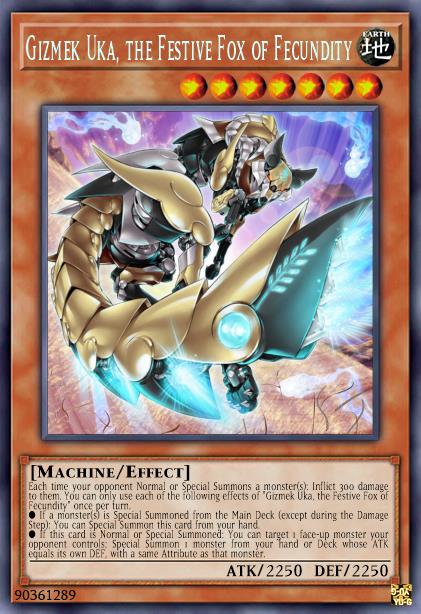 Gizmek Uka, the Festive Fox of Fecundity
EARTH
地
[Machine/Effect]
Each time your opponent Normal or Special Summons a monster(s): Inflict 300 damage
to them. You can only use each of the following effects of "Gizmek Uka, the Festive Fox of
Fecundity" once per turn.
● If a monster(s) is Special Summoned from the Main Deck (except during the Damage
Step): You can Special Summon this card from your hand.
● If this card is Normal or Special Summoned: You can target 1 face-up monster your
opponent controls; Special Summon 1 monster from your hand or Deck whose ATK
equals its own DEF, with a same Attribute as that monster.
ATK/2250 DEF/2250
90361289